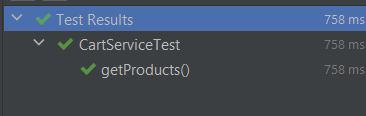 Test Results 758 ms
CartServiceTest 758 ms
getProducts() 758 ms